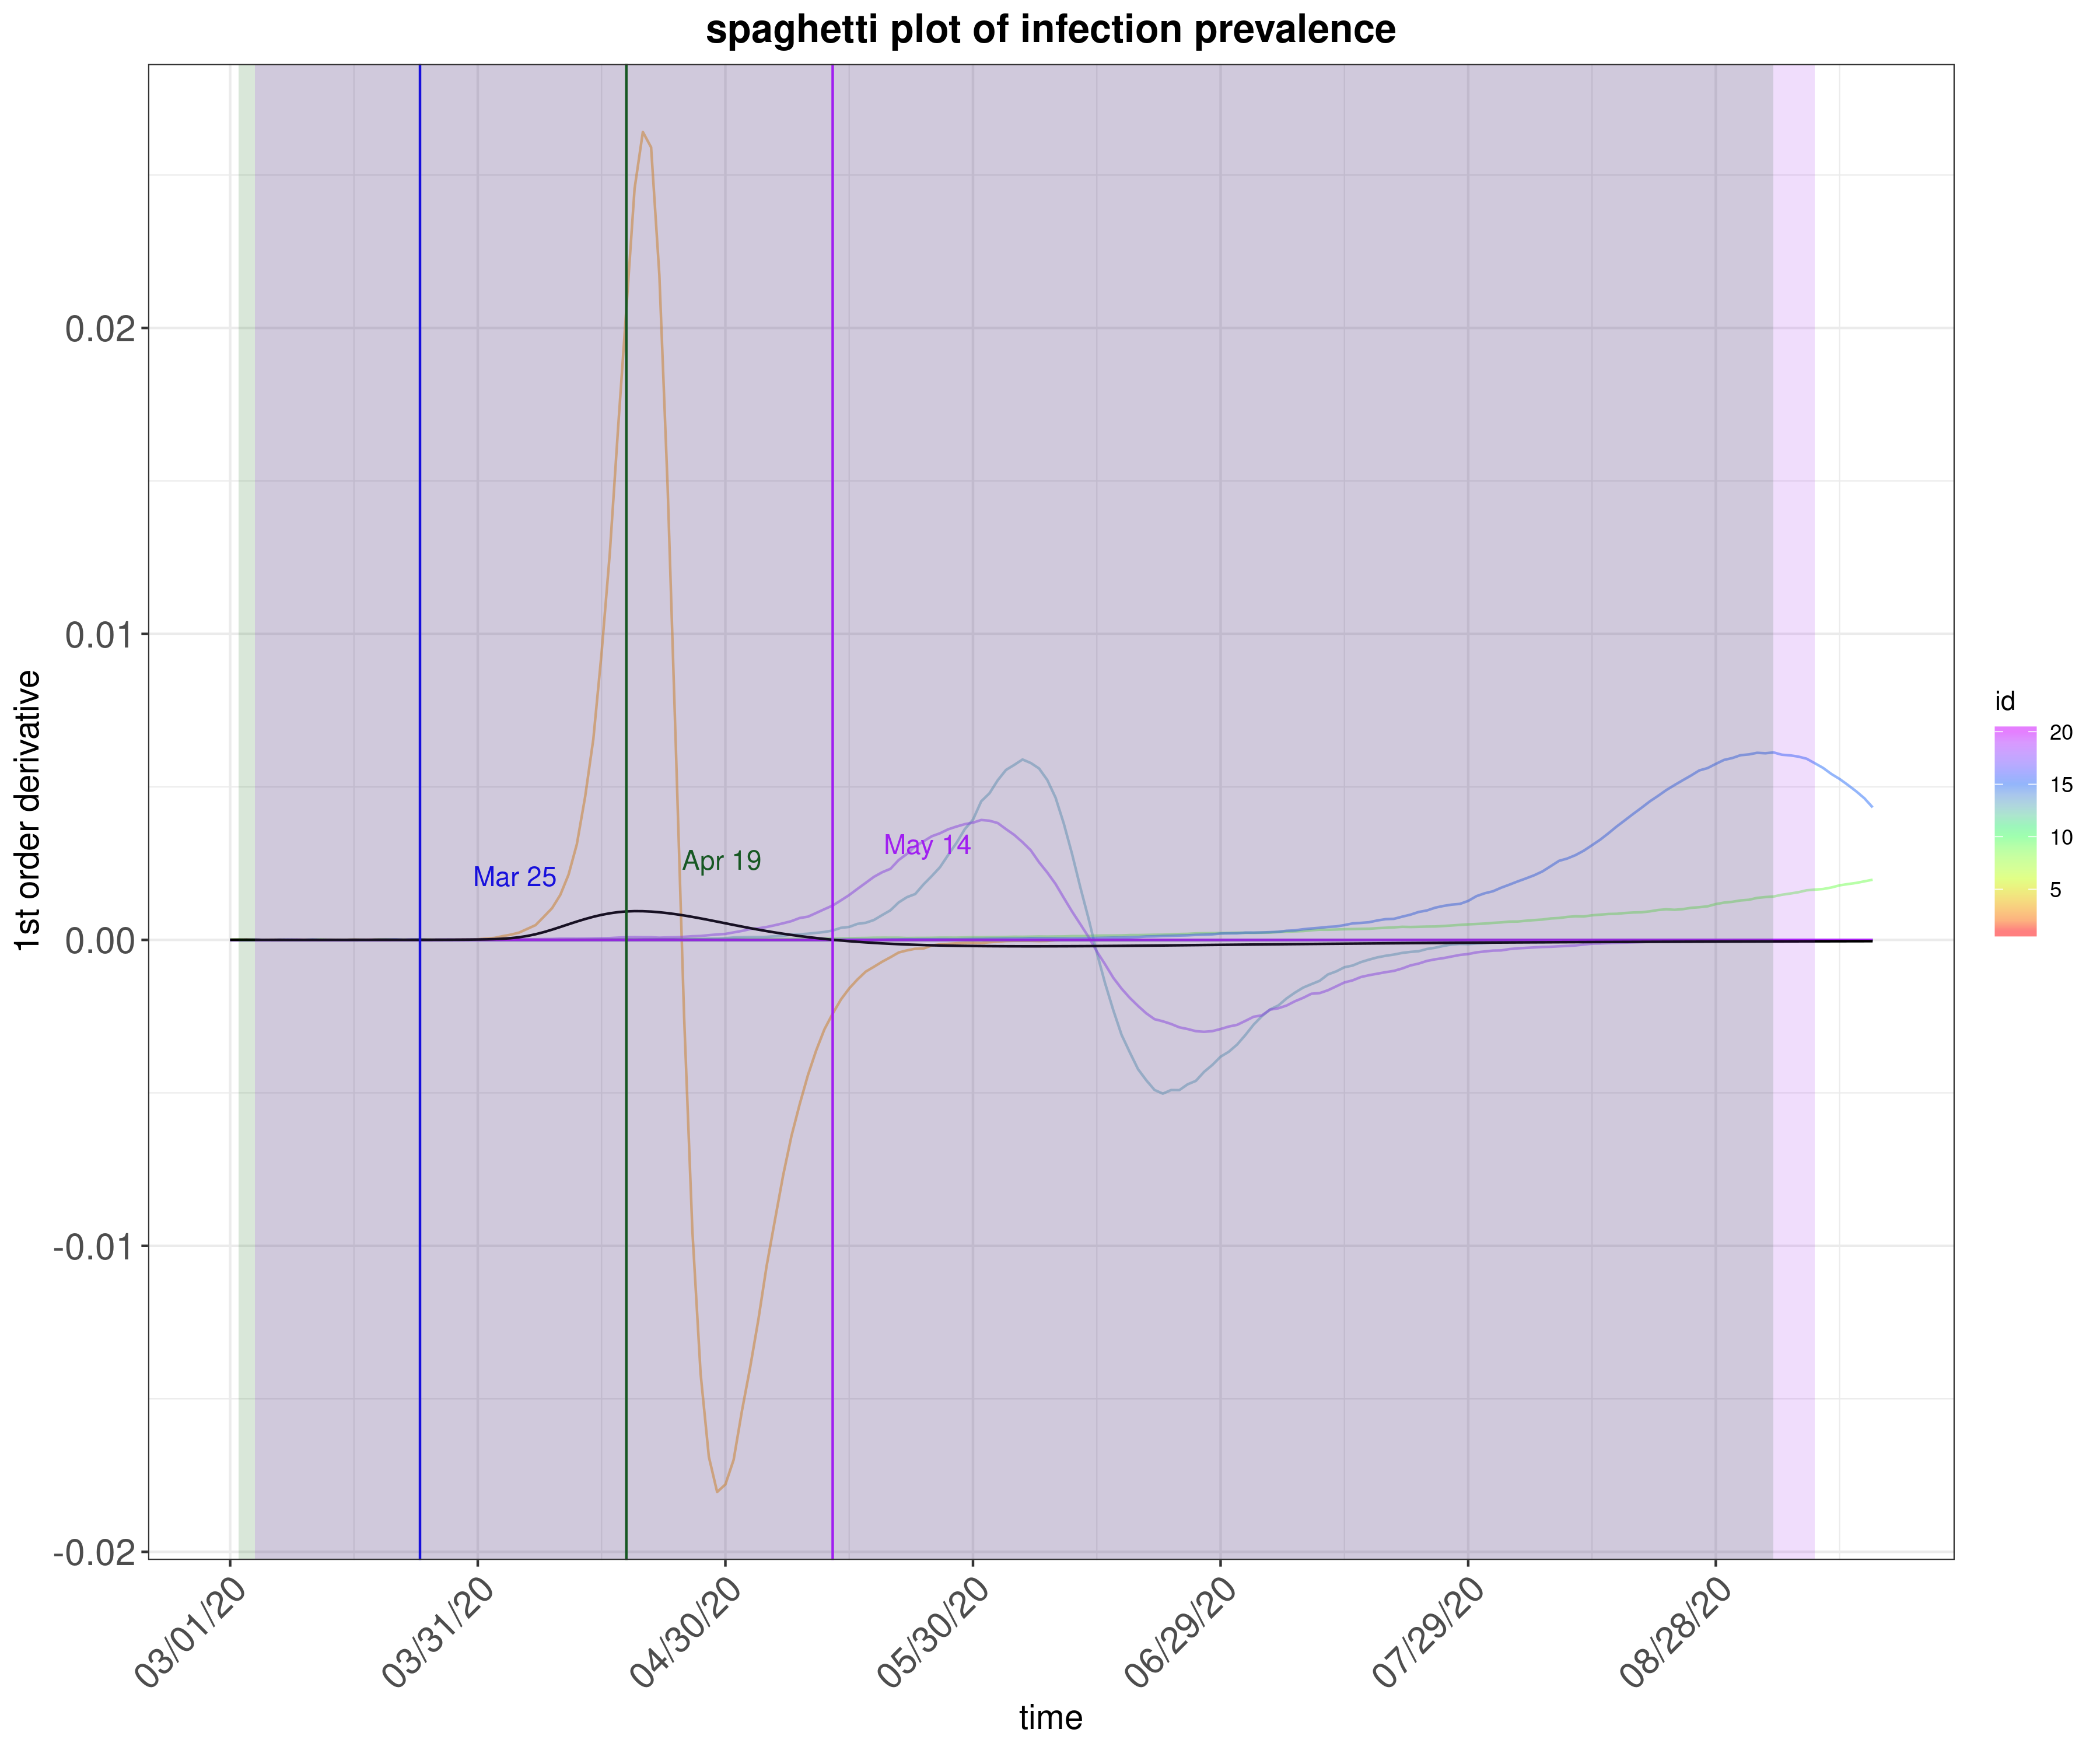 spaghetti plot of infection prevalence
1st order derivative
0.02
0.01
0.00
-0.01
-0.02
Mar 25
Apr 19
May 14
03/01/20
03/31/20
04/30/20
05/30/20
06/29/20
07/29/20
08/28/20
time
id
20
15
10
5